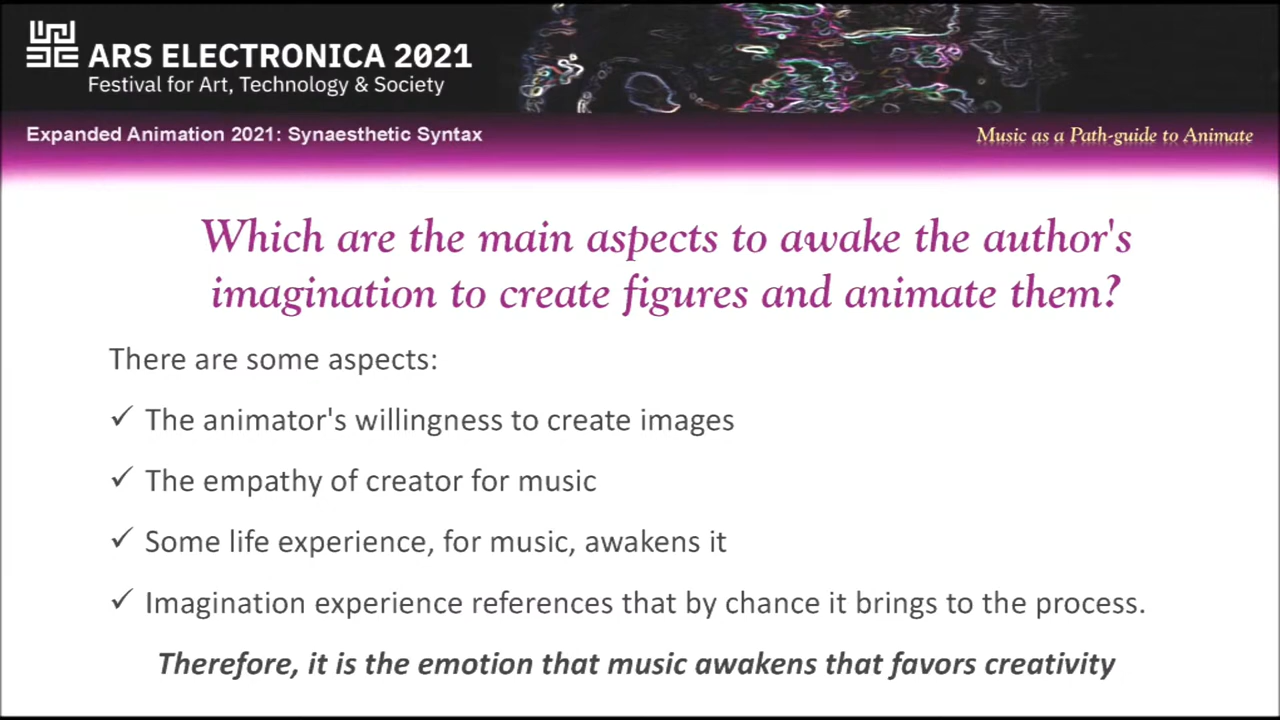 ARS ELECTRONICA 2021
Festival for Art, Technology & Society
Expanded Animation 2021: Synaesthetic Syntax
Music as a Path-guide to Animate
Which are the main aspects to awake the author's
imagination to create figures and animate them?
There are some aspects:
✓ The animator's willingness to create images
✓ The empathy of creator for music
✓ Some life experience, for music, awakens it
✓ Imagination experience references that by chance it brings to the process.
Therefore, it is the emotion that music awakens that favors creativity